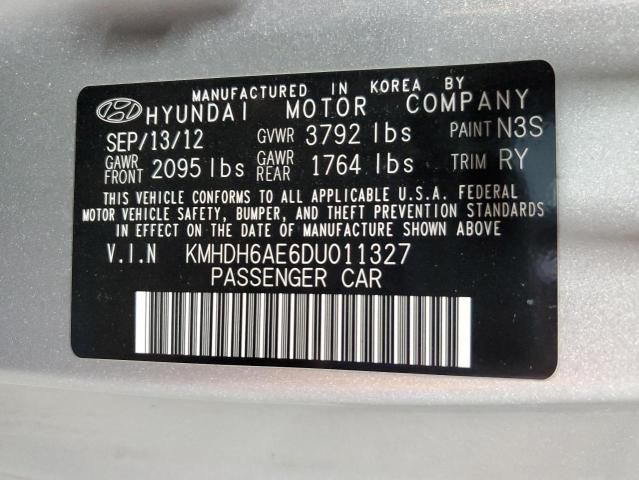 MANUFACTURED IN KOREA BY
HYUNDAI MOTOR COMPANY
SEP/13/12 GVWR 3792 lbs PAINT N3S
GAWR FRONT 2095 lbs GAWR REAR 1764 lbs TRIM RY
THIS VEHICLE CONFORMS TO ALL APPLICABLE U.S.A. FEDERAL
MOTOR VEHICLE SAFETY, BUMPER, AND THEFT PREVENTION STANDARDS
IN EFFECT ON THE DATE OF MANUFACTURE SHOWN ABOVE.
V.I.N KMHDH6AE6DU011327
PASSENGER CAR